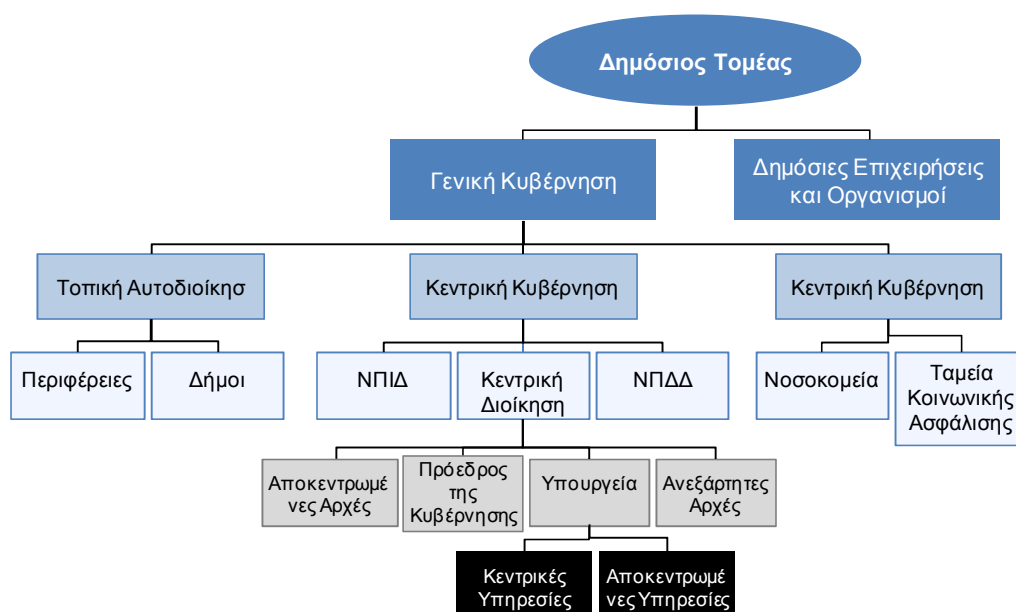 Δημόσιος Τομέας
Γενική Κυβέρνηση
Δημόσιες Επιχειρήσεις
και Οργανισμοί
Τοπική Αυτοδιοίκησ
Κεντρική Κυβέρνηση
Κεντρική Κυβέρνηση
Περιφέρειες
Δήμοι
ΝΠΙΔ
Κεντρική
Διοίκηση
ΝΠΔΔ
Νοσοκομεία
Ταμεία
Κοινωνικής
Ασφάλισης
Αποκεντρωμέ
νες Αρχές
Πρόεδρος
της
Κυβέρνησης
Υπουργεία
Ανεξάρτητες
Αρχές
Κεντρικές
Υπηρεσίες
Αποκεντρωμέ
νες Υπηρεσίες